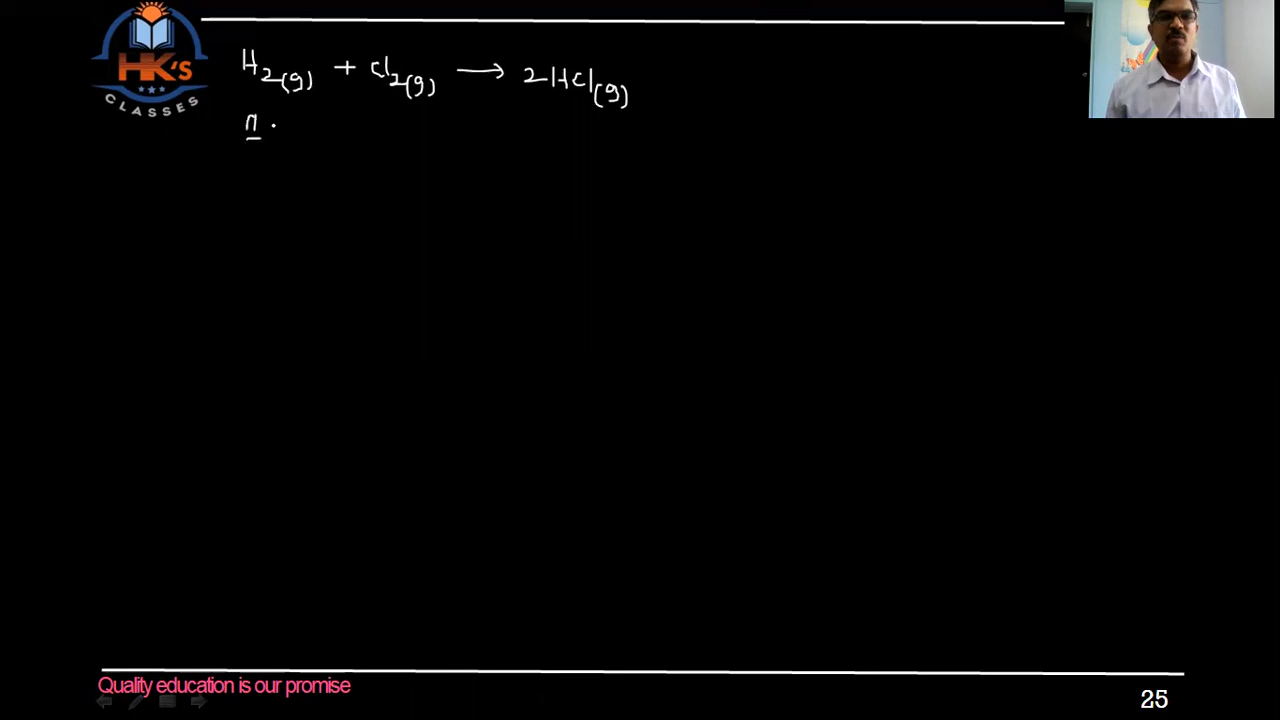 HK'S
CLASSES
H2(g) + Cl2(g) → 2HCl(g)
n .
Quality education is our promise
25